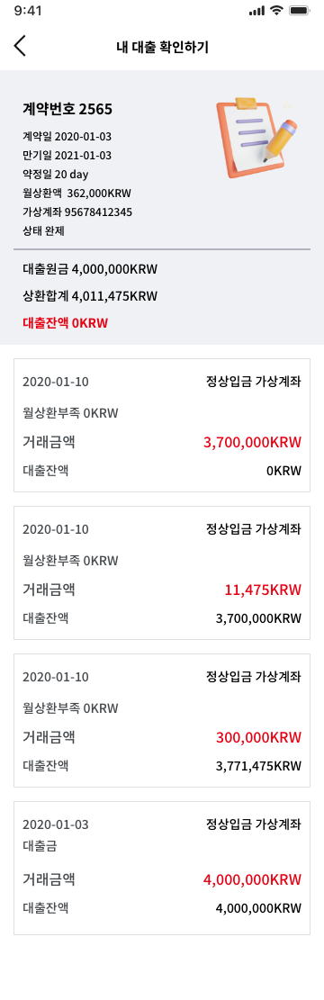 9:41
내 대출 확인하기
계약번호 2565
계약일 2020-01-03
만기일 2021-01-03
약정일 20 day
월상환액  362,000KRW
가상계좌 95678412345
상태 완제
대출원금 4,000,000KRW
상환합계 4,011,475KRW
대출잔액 0KRW
2020-01-10 정상입금 가상계좌
월상환부족 0KRW
거래금액 3,700,000KRW
대출잔액 0KRW
2020-01-10 정상입금 가상계좌
월상환부족 0KRW
거래금액 11,475KRW
대출잔액 3,700,000KRW
2020-01-10 정상입금 가상계좌
월상환부족 0KRW
거래금액 300,000KRW
대출잔액 3,771,475KRW
2020-01-03 정상입금 가상계좌
대출금
거래금액 4,000,000KRW
대출잔액 4,000,000KRW